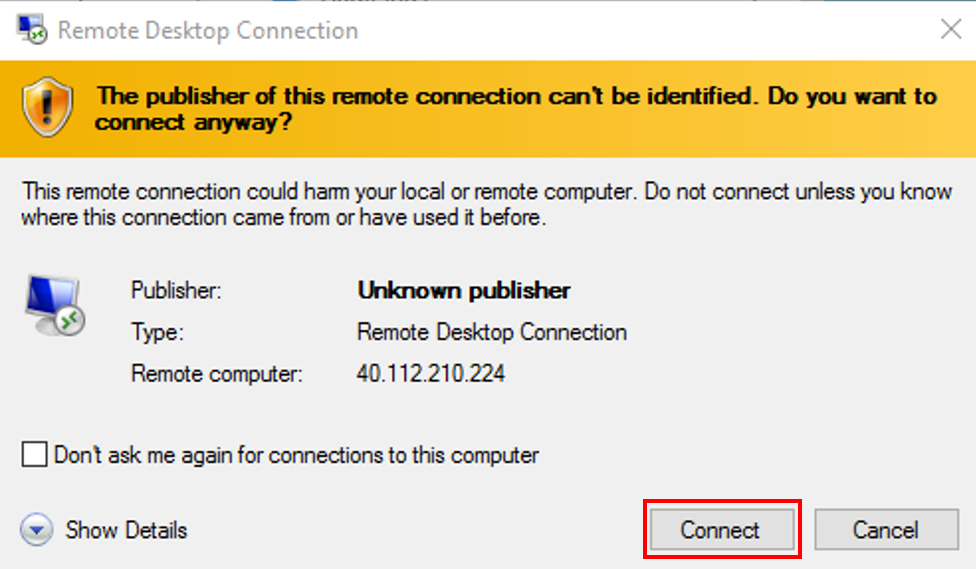 Remote Desktop Connection
The publisher of this remote connection can't be identified. Do you want to
connect anyway?
This remote connection could harm your local or remote computer. Do not connect unless you know
where this connection came from or have used it before.
Publisher: Unknown publisher
Type: Remote Desktop Connection
Remote computer: 40.112.210.224
Don't ask me again for connections to this computer
Show Details Connect Cancel